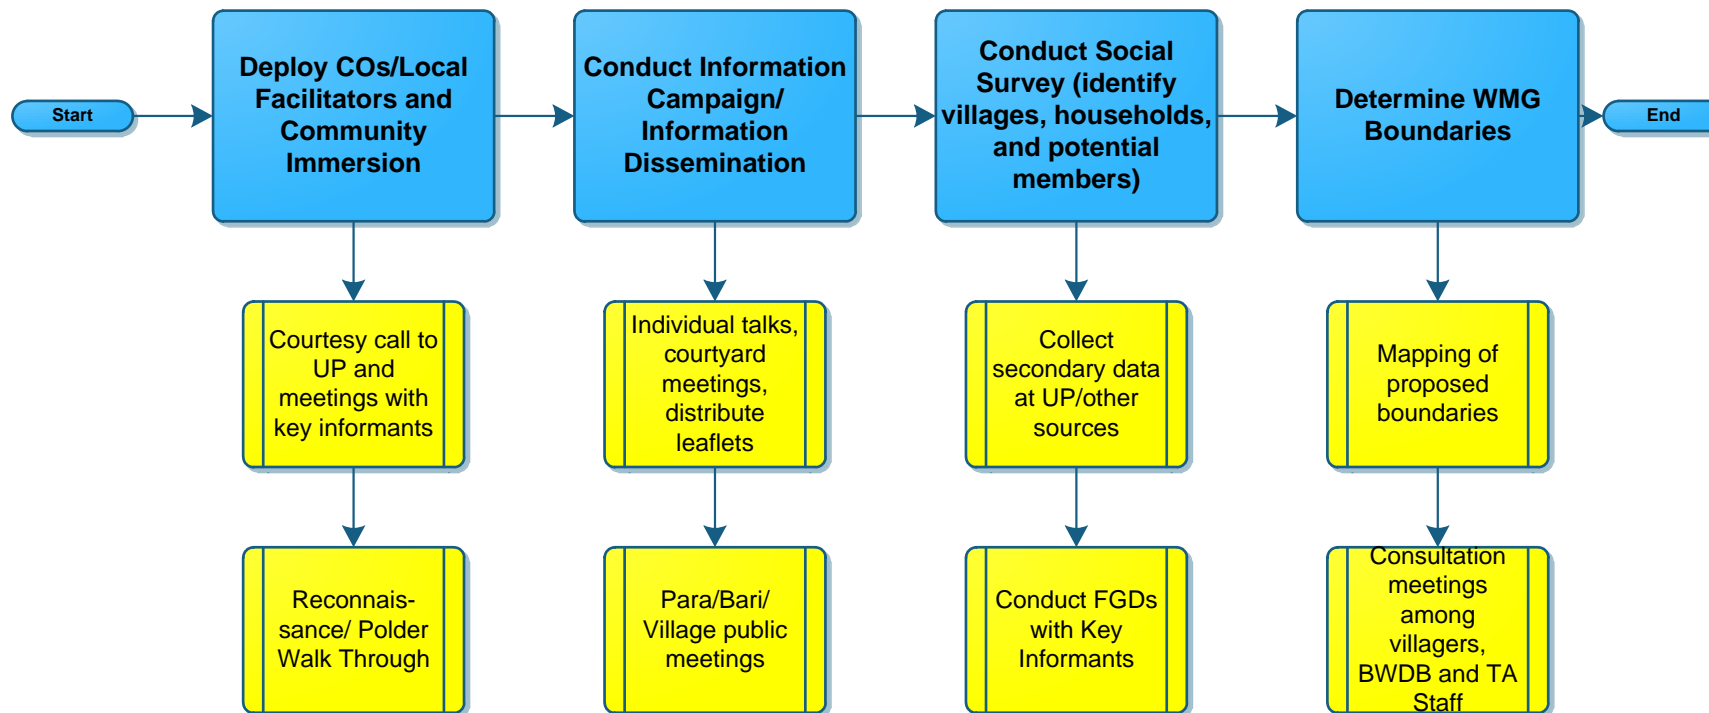 Start
Deploy COs/Local
Facilitators and
Community
Immersion
Conduct Information
Campaign/
Information
Dissemination
Conduct Social
Survey (identify
villages, households,
and potential
members)
Determine WMG
Boundaries
End
Courtesy call to
UP and
meetings with
key informants
Individual talks,
courtyard
meetings,
distribute
leaflets
Collect
secondary data
at UP/other
sources
Mapping of
proposed
boundaries
Reconnais-
sance/ Polder
Walk Through
Para/Bari/
Village public
meetings
Conduct FGDs
with Key
Informants
Consultation
meetings
among
villagers,
BWDB and TA
Staff